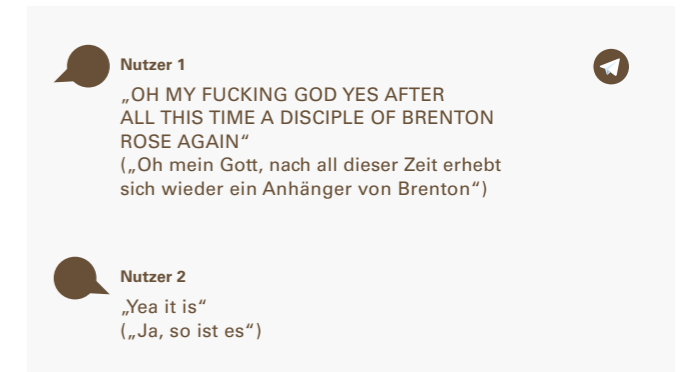 Nutzer 1
„OH MY FUCKING GOD YES AFTER
ALL THIS TIME A DISCIPLE OF BRENTON
ROSE AGAIN“
(„Oh mein Gott, nach all dieser Zeit erhebt
sich wieder ein Anhänger von Brenton“)
Nutzer 2
„Yea it is“
(„Ja, so ist es“)